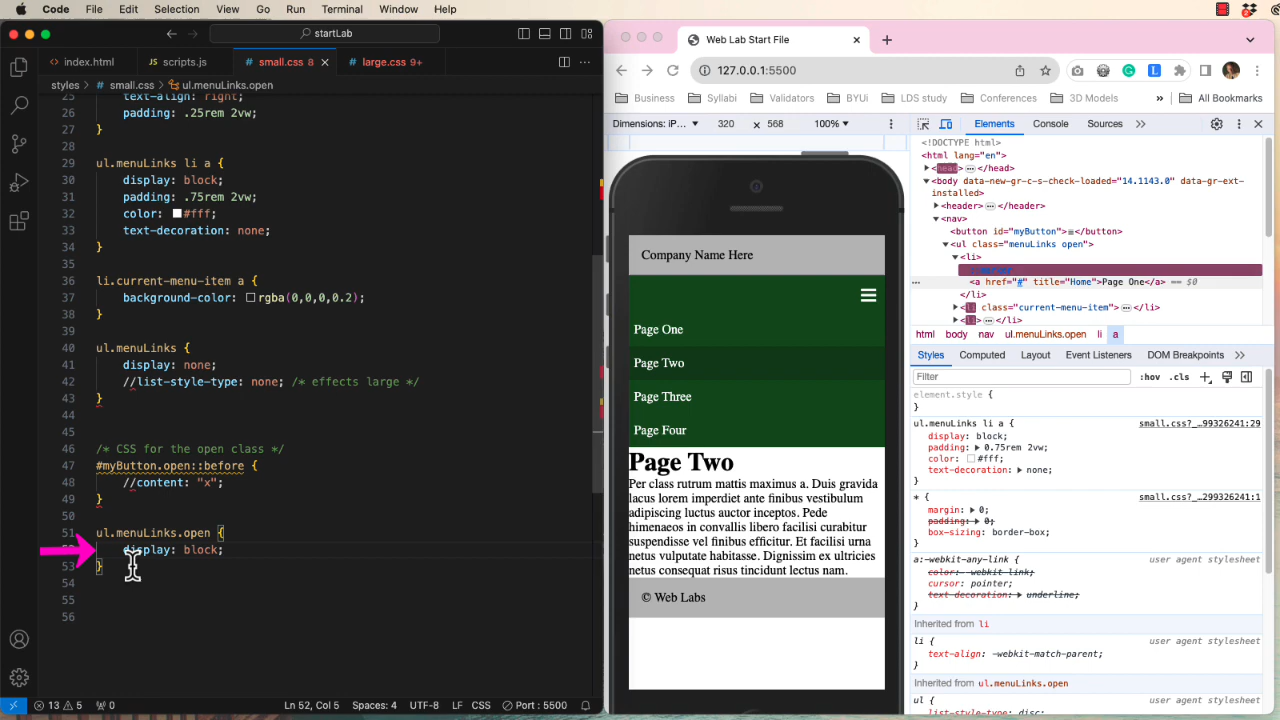 Code File Edit Selection View Go Run Terminal Window Help
startLab
index.html scripts.js small.css 8 large.css 9+
styles > small.css > ul.menuLinks.open
25 text-align: right;
26 padding: .25rem 2vw;
27 }
28
29 ul.menuLinks li a {
30 display: block;
31 padding: .75rem 2vw;
32 color: #fff;
33 text-decoration: none;
34 }
35
36 li.current-menu-item a {
37 background-color: rgba(0,0,0,0.2);
38 }
39
40 ul.menuLinks {
41 display: none;
42 //list-style-type: none; /* effects large */
43 }
44
45
46 /* CSS for the open class */
47 #myButton.open::before {
48 //content: "x";
49 }
50
51 ul.menuLinks.open {
display: block;
53 }
54
55
56
13 5 0 Ln 52, Col 5 Spaces: 4 UTF-8 LF CSS Port : 5500
Web Lab Start File
127.0.0.1:5500
Business Syllabi Validators BYUi LDS study Conferences 3D Models » All Bookmarks
Dimensions: iP... 320 × 568 100%
Company Name Here
Page One
Page Two
Page Three
Page Four
Page Two
Per class rutrum mattis maximus a. Duis gravida
lacus lorem imperdiet ante finibus vestibulum
adipiscing luctus auctor inceptos. Pede
himenaeos in convallis libero facilisi curabitur
suspendisse vel finibus efficitur. Et facilisi urna
netus vulputate habitasse. Dignissim ex ultricies
netus consequat risus tincidunt lectus nam.
© Web Labs
Elements Console Sources »
<!DOCTYPE html>
<html lang="en">
<head> </head>
<body data-new-gr-c-s-check-loaded="14.1143.0" data-gr-ext-
installed>
<header> </header>
<nav>
<button id="myButton"> </button>
<ul class="menuLinks open">
<li>
::marker
<a href="#" title="Home">Page One</a> == $0
</li>
<li class="current-menu-item"> </li>
<li> </li>
html body nav ul.menuLinks.open li a
Styles Computed Layout Event Listeners DOM Breakpoints »
Filter :hov .cls
element.style {
}
ul.menuLinks li a { small.css?_…99326241:29
display: block;
padding: 0.75rem 2vw;
color: #fff;
text-decoration: none;
}
* { small.css?_…299326241:1
margin: 0;
padding: 0;
box-sizing: border-box;
}
a:-webkit-any-link { user agent stylesheet
color: -webkit-link;
cursor: pointer;
text-decoration: underline;
}
Inherited from li
li { user agent stylesheet
text-align: -webkit-match-parent;
}
Inherited from ul.menuLinks.open
ul { user agent stylesheet
list-style-type: disc;